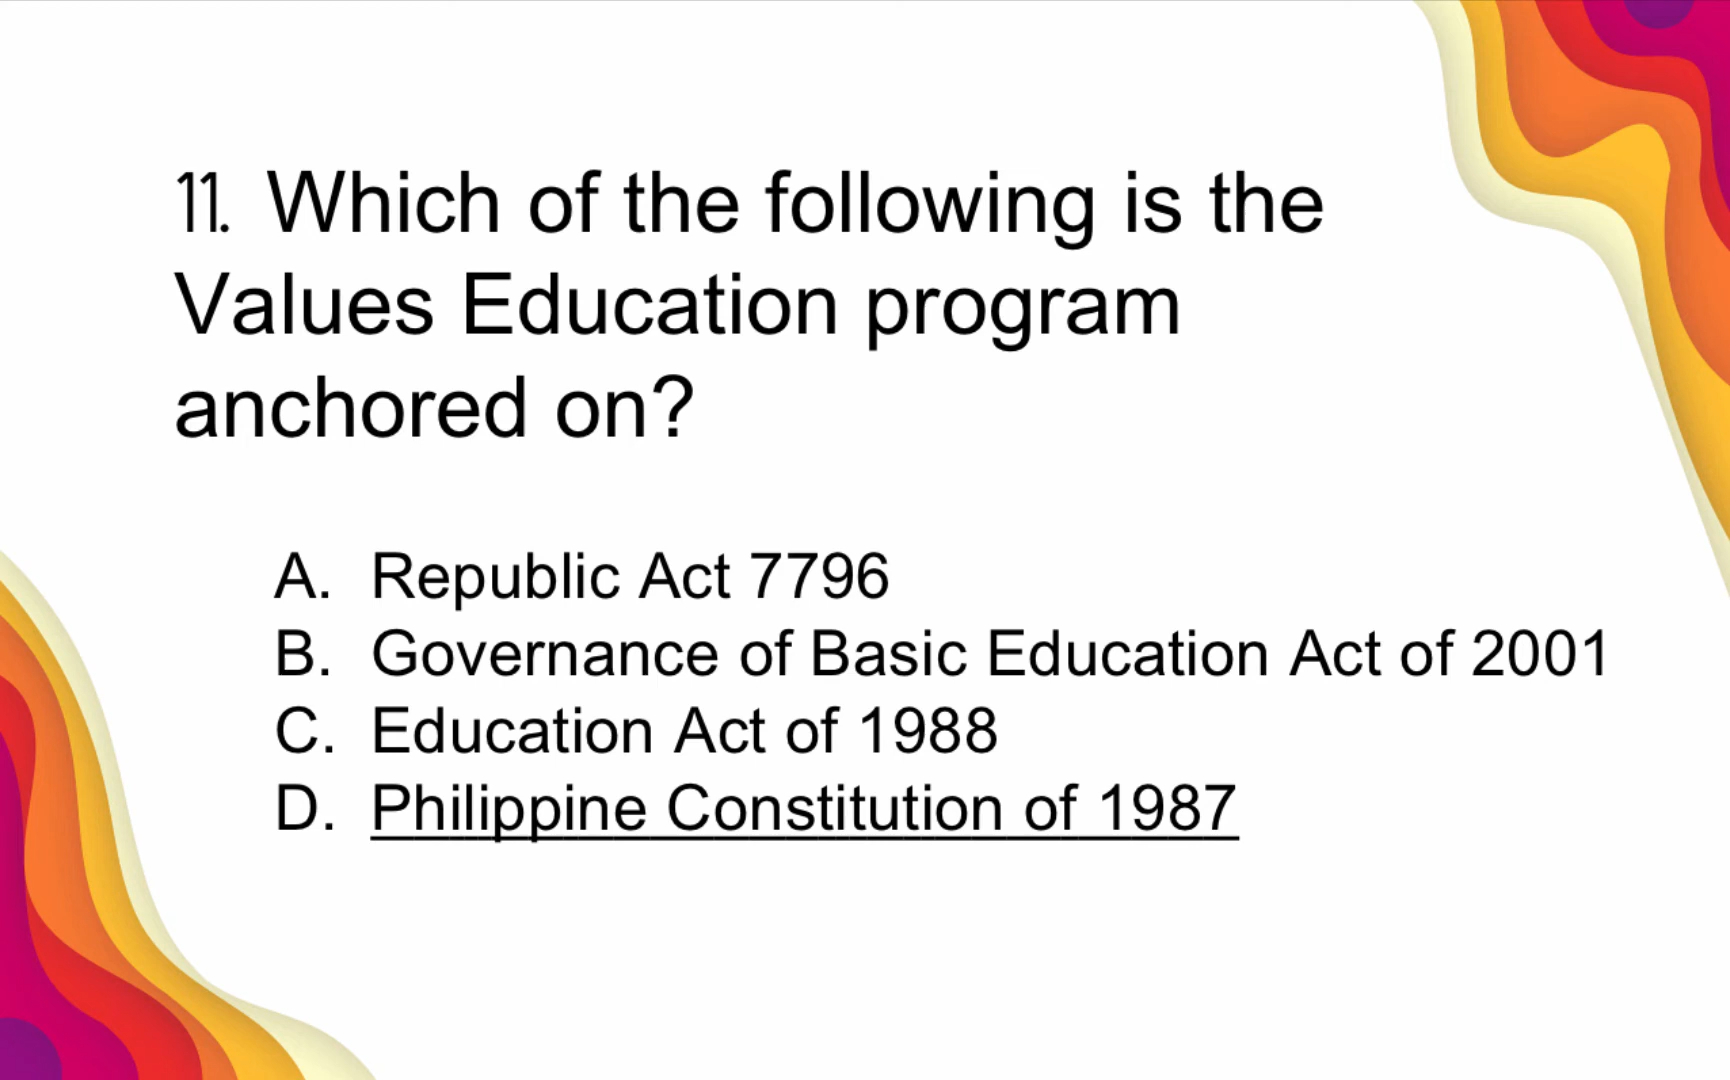 11. Which of the following is the
Values Education program
anchored on?
A. Republic Act 7796
B. Governance of Basic Education Act of 2001
C. Education Act of 1988
D. Philippine Constitution of 1987